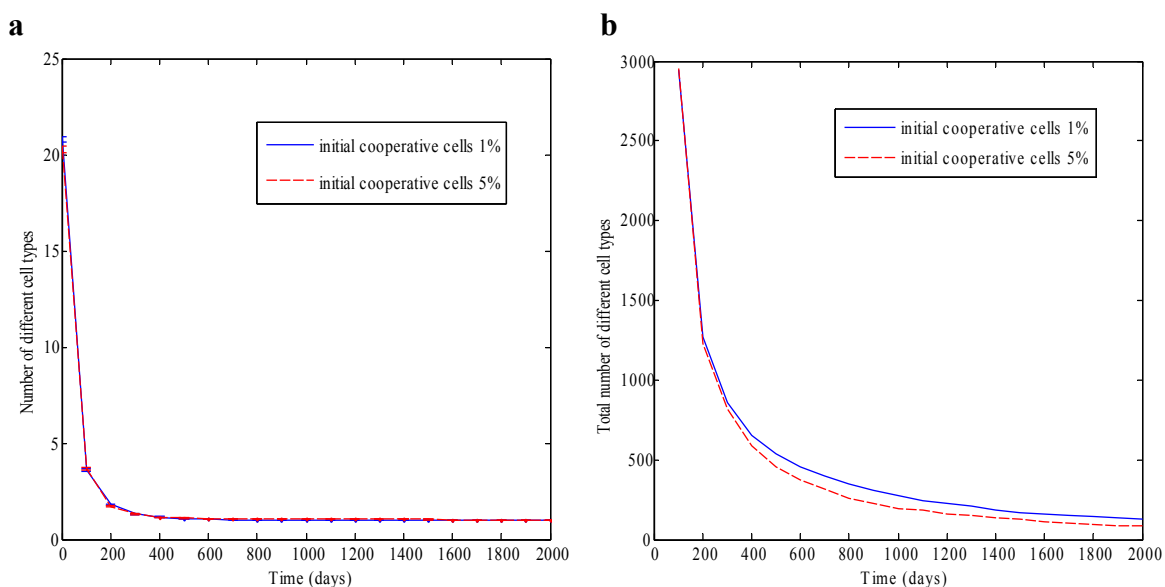 a
25
20
15
10
5
0
Number of different cell types
initial cooperative cells 1%
initial cooperative cells 5%
0 200 400 600 800 1000 1200 1400 1600 1800 2000
Time (days)
b
3000
2500
2000
1500
1000
500
0
Total number of different cell types
initial cooperative cells 1%
initial cooperative cells 5%
0 200 400 600 800 1000 1200 1400 1600 1800 2000
Time (days)